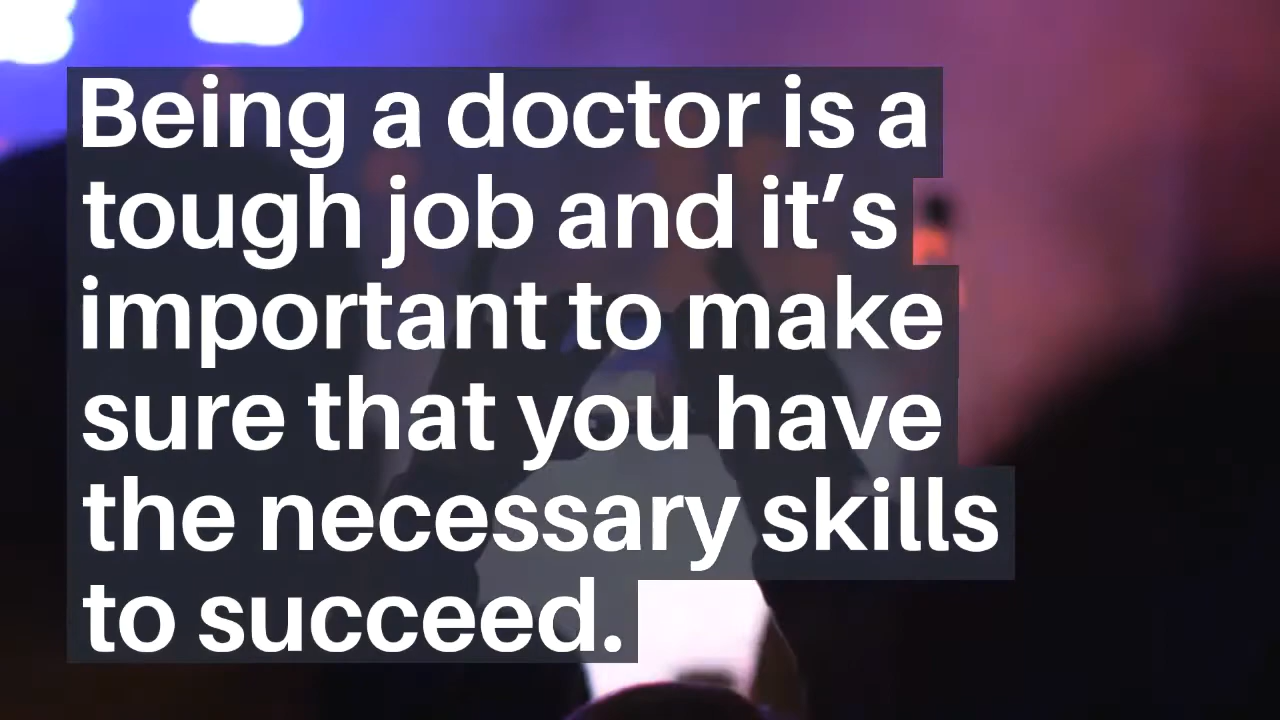 Being a doctor is a
tough job and it’s
important to make
sure that you have
the necessary skills
to succeed.